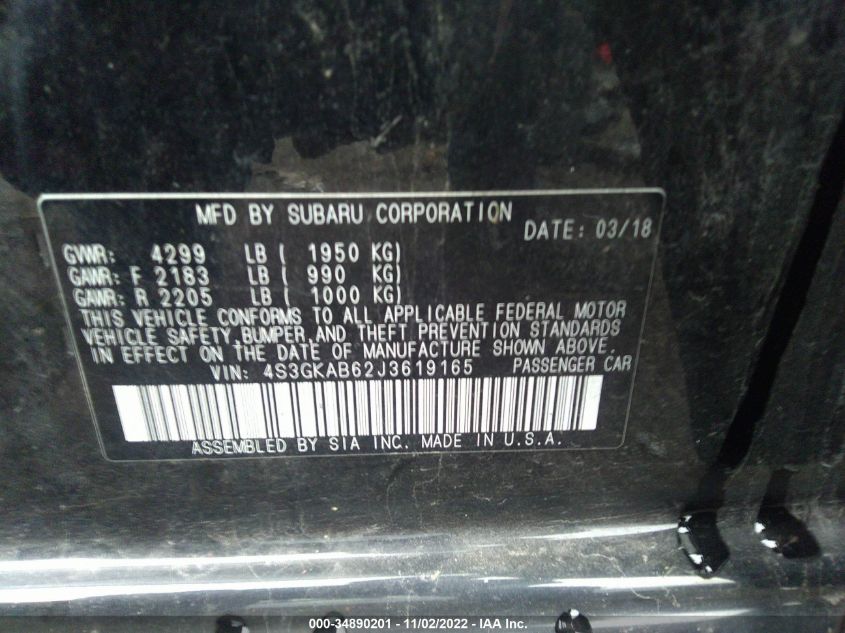 MFD BY SUBARU CORPORATION
DATE: 03/18
GVWR: 4299 LB ( 1950 KG)
GAWR: F 2183 LB ( 990 KG)
GAWR: R 2205 LB ( 1000 KG)
THIS VEHICLE CONFORMS TO ALL APPLICABLE FEDERAL MOTOR
VEHICLE SAFETY, BUMPER, AND THEFT PREVENTION STANDARDS
IN EFFECT ON THE DATE OF MANUFACTURE SHOWN ABOVE.
VIN: 4S3GKAB62J3619165 PASSENGER CAR
ASSEMBLED BY SIA INC. MADE IN U.S.A.
000-34890201 - 11/02/2022 - IAA Inc.